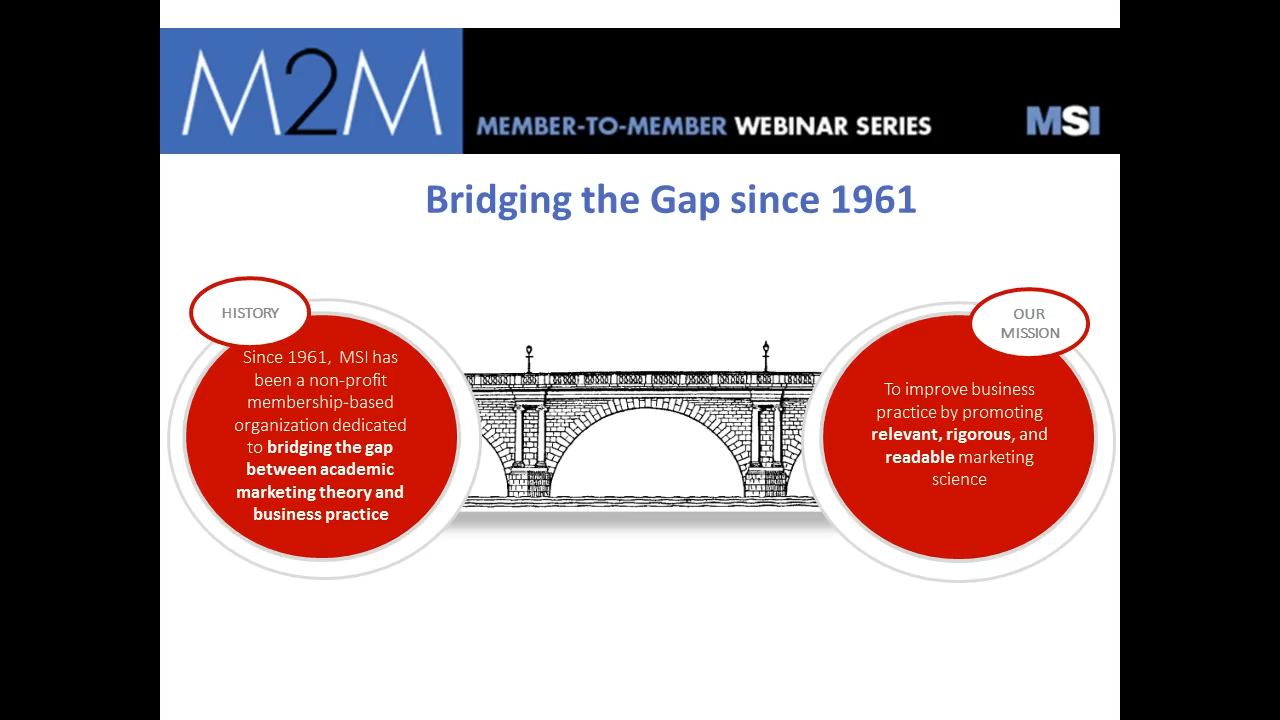 M2M
MEMBER-TO-MEMBER WEBINAR SERIES
MSI
Bridging the Gap since 1961
HISTORY
Since 1961, MSI has
been a non-profit
membership-based
organization dedicated
to bridging the gap
between academic
marketing theory and
business practice
OUR
MISSION
To improve business
practice by promoting
relevant, rigorous, and
readable marketing
science